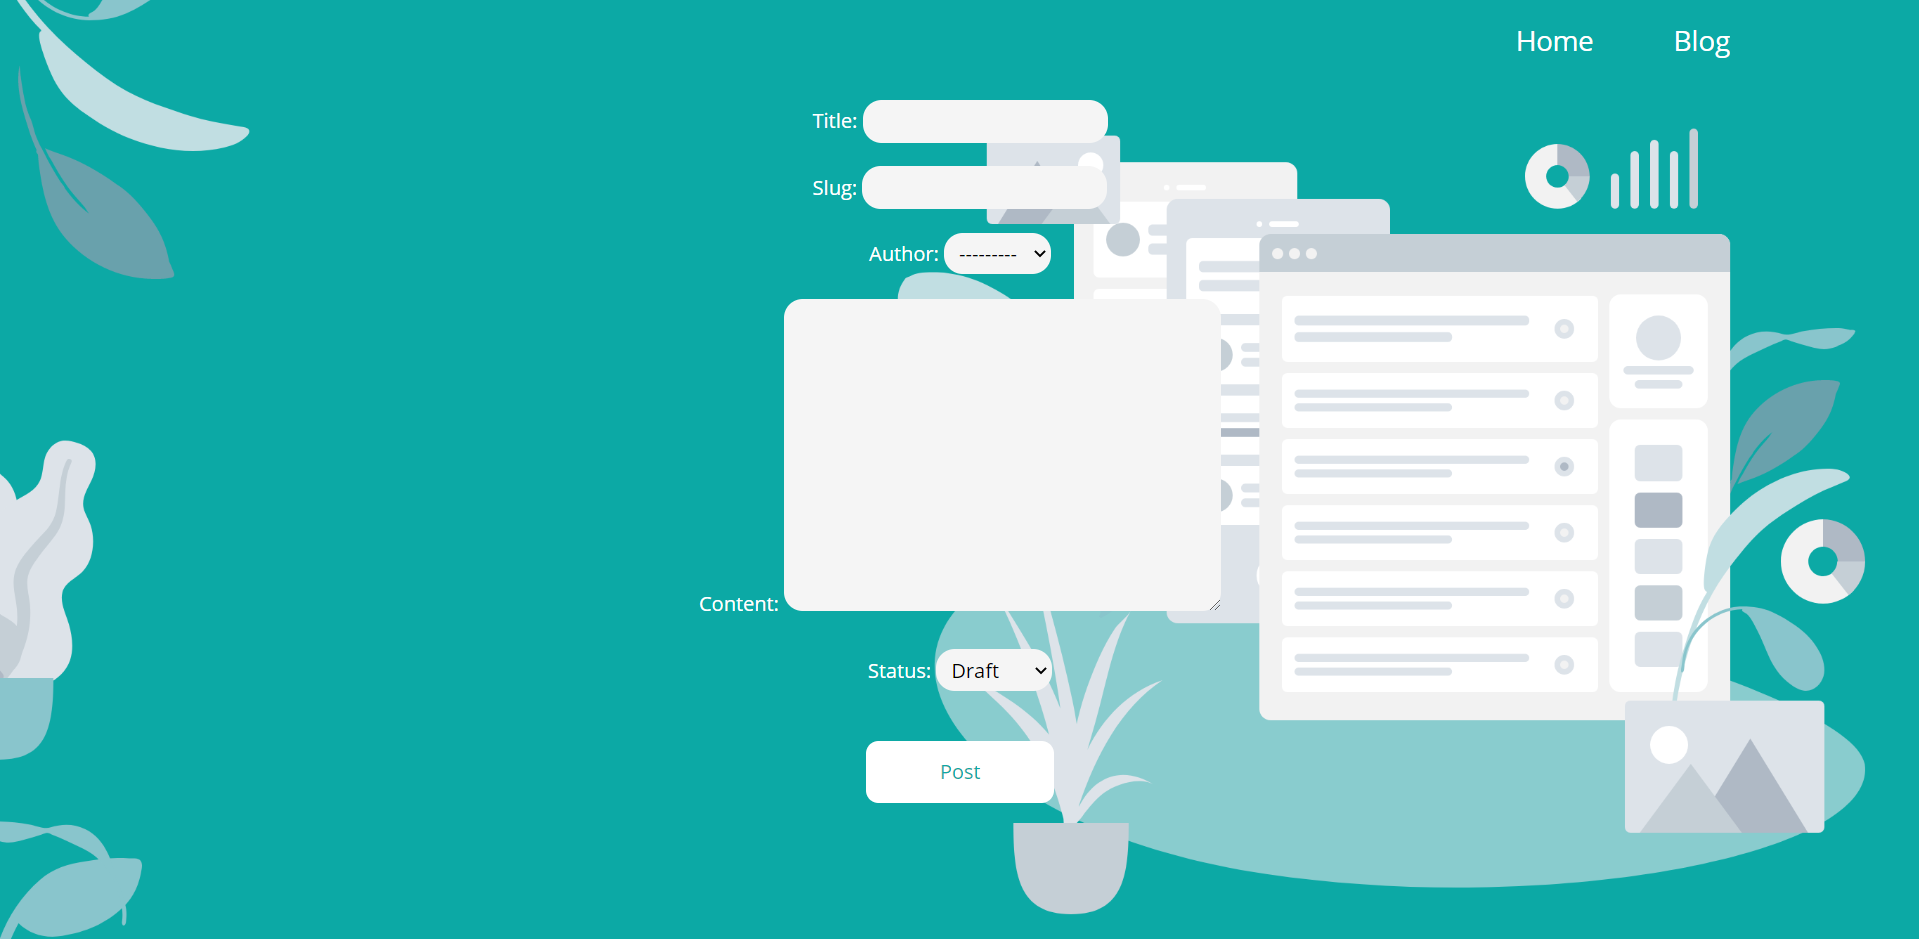 Home Blog
Title:
Slug:
Author: ---------
Content:
Status: Draft
Post